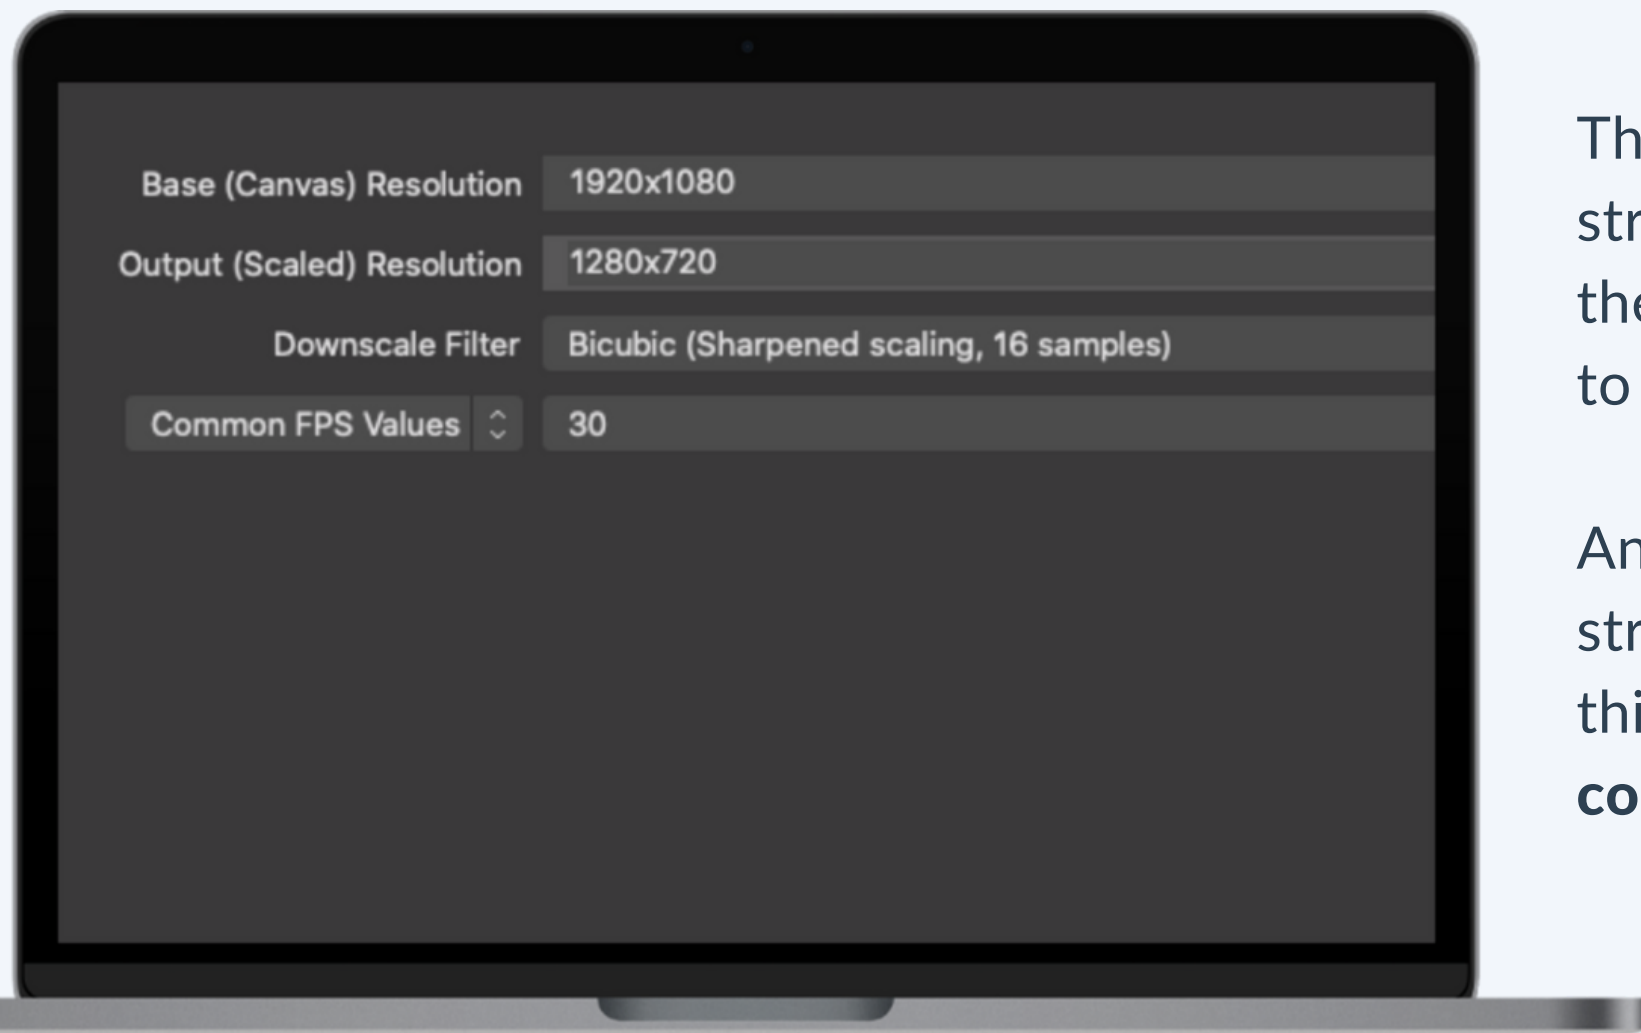 Base (Canvas) Resolution 1920x1080
Output (Scaled) Resolution 1280x720
Downscale Filter Bicubic (Sharpened scaling, 16 samples)
Common FPS Values 30
to